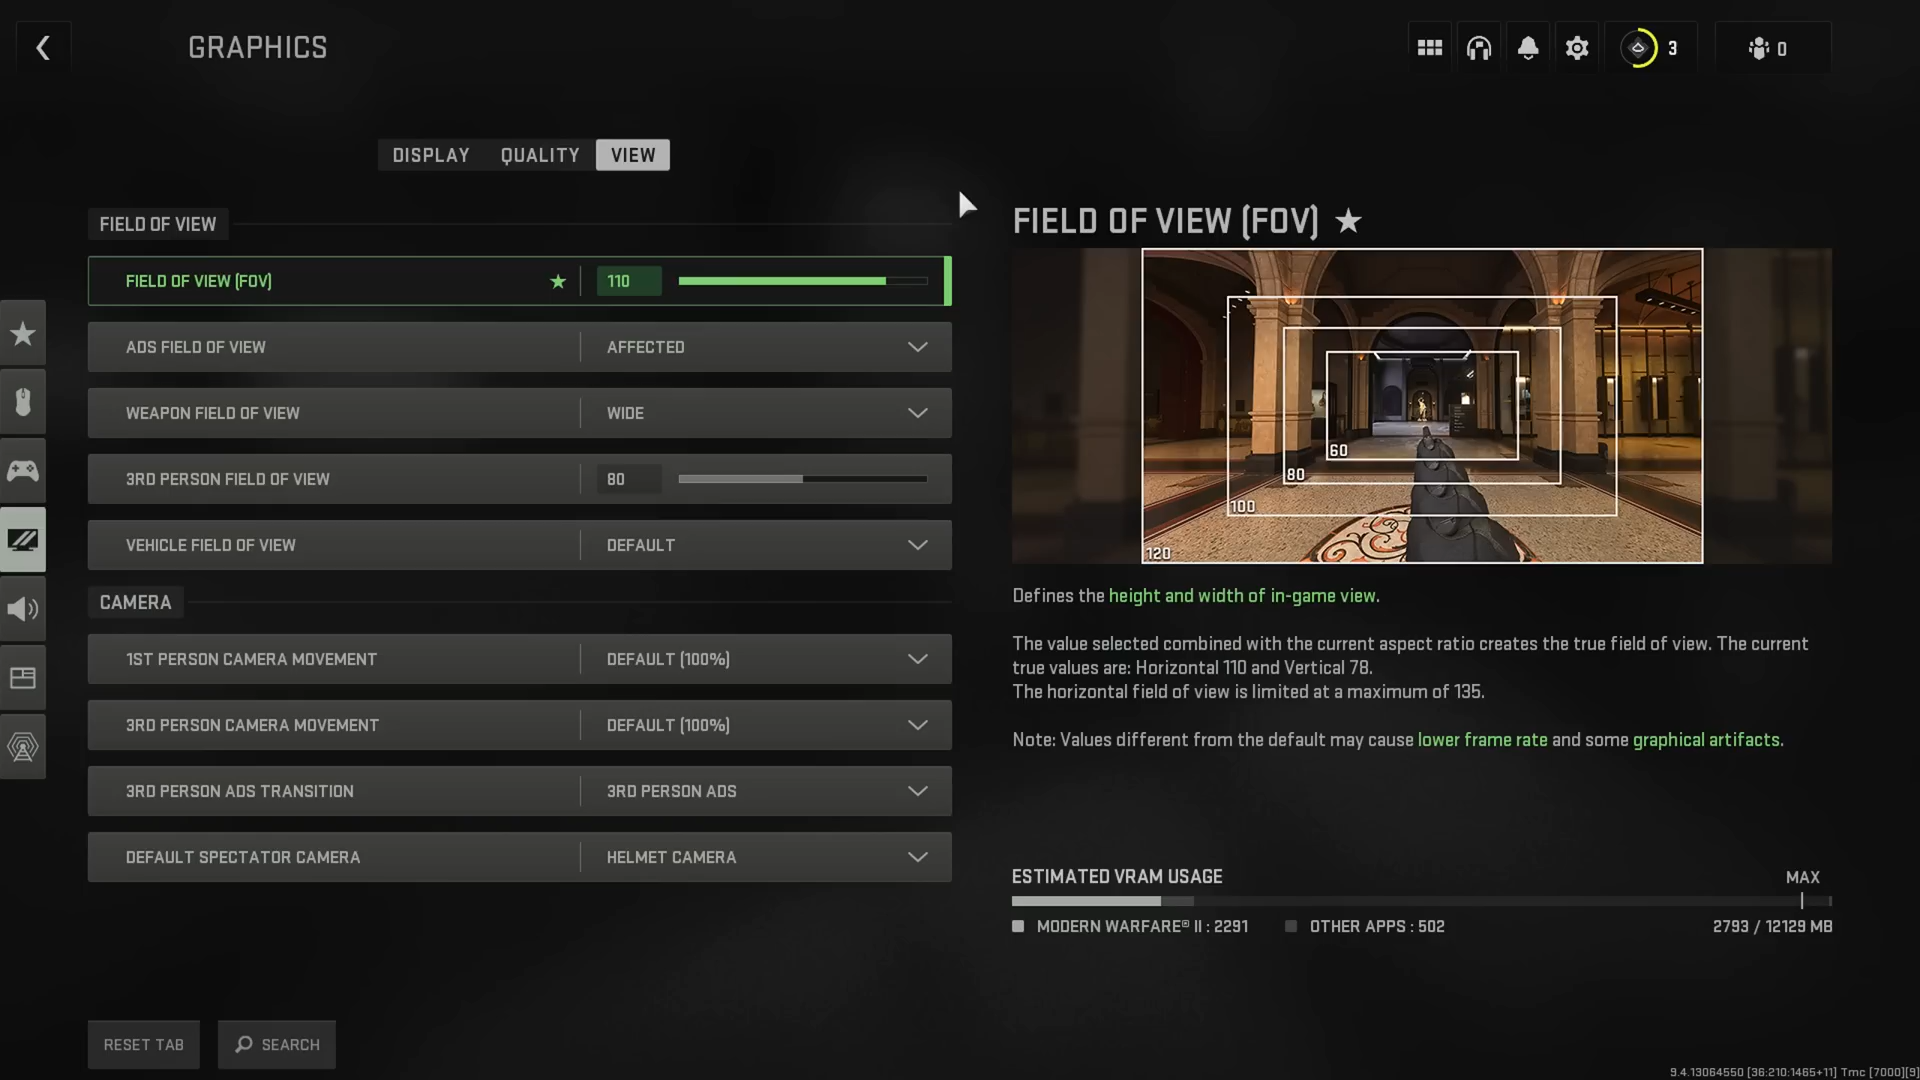 GRAPHICS
3
0
DISPLAY QUALITY VIEW
FIELD OF VIEW
FIELD OF VIEW (FOV) 110
ADS FIELD OF VIEW AFFECTED
WEAPON FIELD OF VIEW WIDE
3RD PERSON FIELD OF VIEW 80
VEHICLE FIELD OF VIEW DEFAULT
CAMERA
1ST PERSON CAMERA MOVEMENT DEFAULT (100%)
3RD PERSON CAMERA MOVEMENT DEFAULT (100%)
3RD PERSON ADS TRANSITION 3RD PERSON ADS
DEFAULT SPECTATOR CAMERA HELMET CAMERA
RESET TAB SEARCH
FIELD OF VIEW (FOV)
60
80
100
120
Defines the height and width of in-game view.
The value selected combined with the current aspect ratio creates the true field of view. The current
true values are: Horizontal 110 and Vertical 78.
The horizontal field of view is limited at a maximum of 135.
Note: Values different from the default may cause lower frame rate and some graphical artifacts.
ESTIMATED VRAM USAGE MAX
MODERN WARFARE® II : 2291 OTHER APPS : 502 2793 / 12129 MB
9.4.13064550 [36:210:1465+11] Tmc [7000][9]